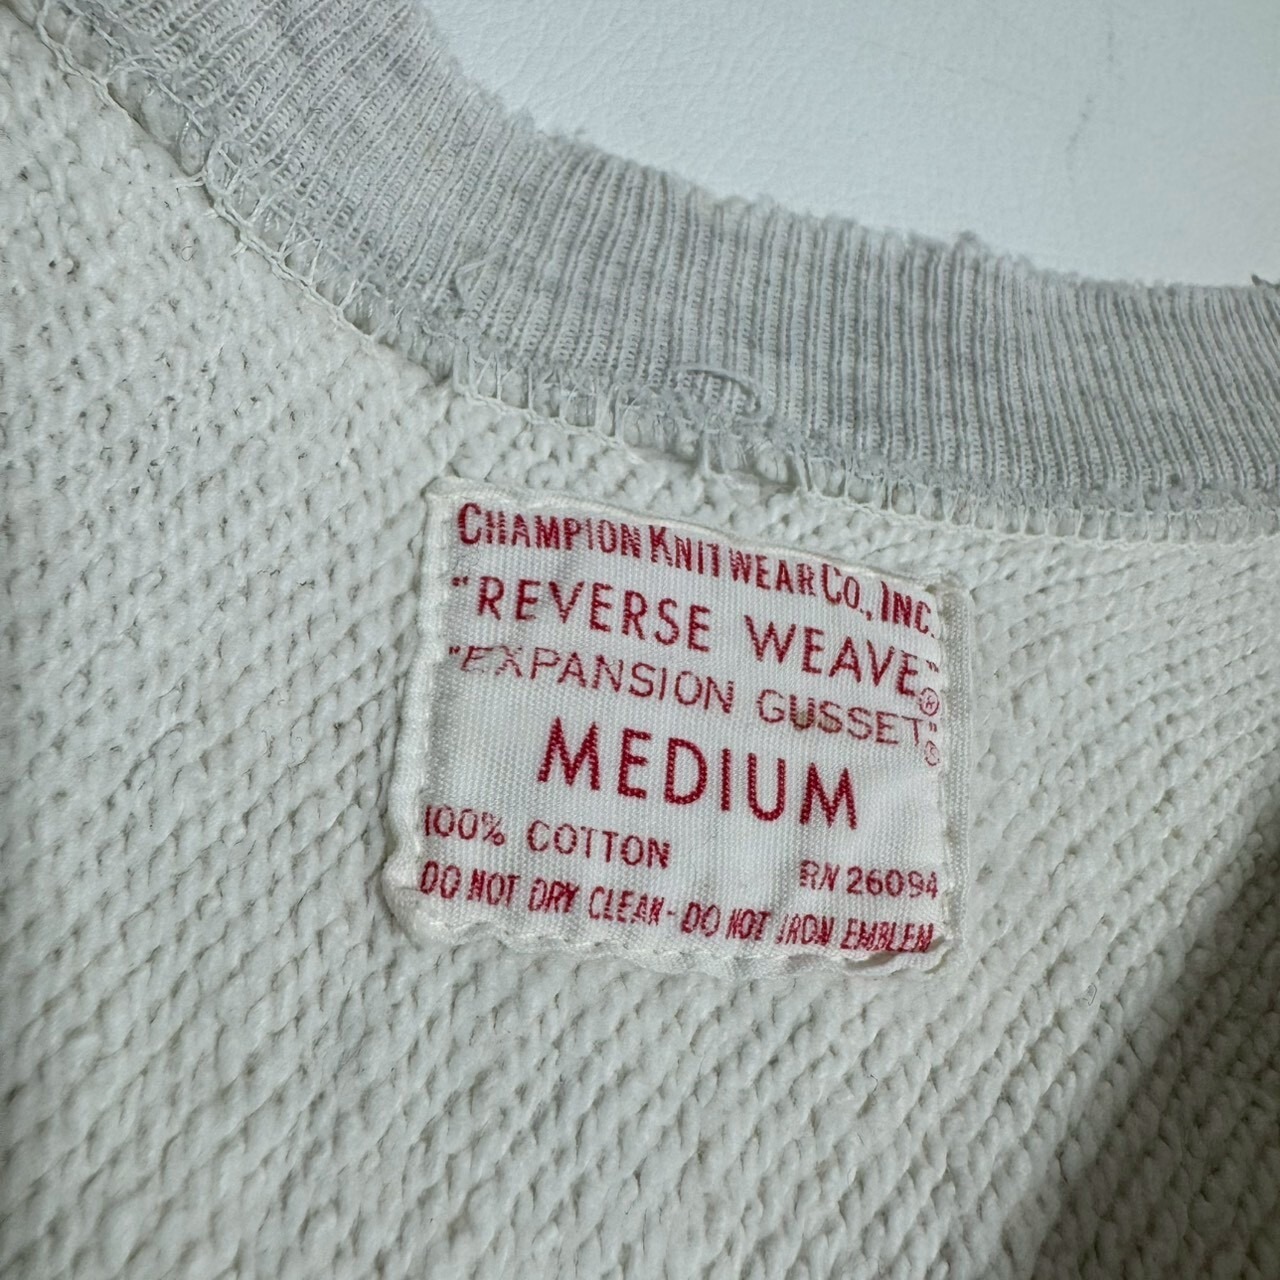 CHAMPION KNITWEAR CO., INC.
"REVERSE WEAVE"®
"EXPANSION GUSSET"®
MEDIUM
100% COTTON RN 26094
DO NOT DRY CLEAN - DO NOT IRON EMBLEM